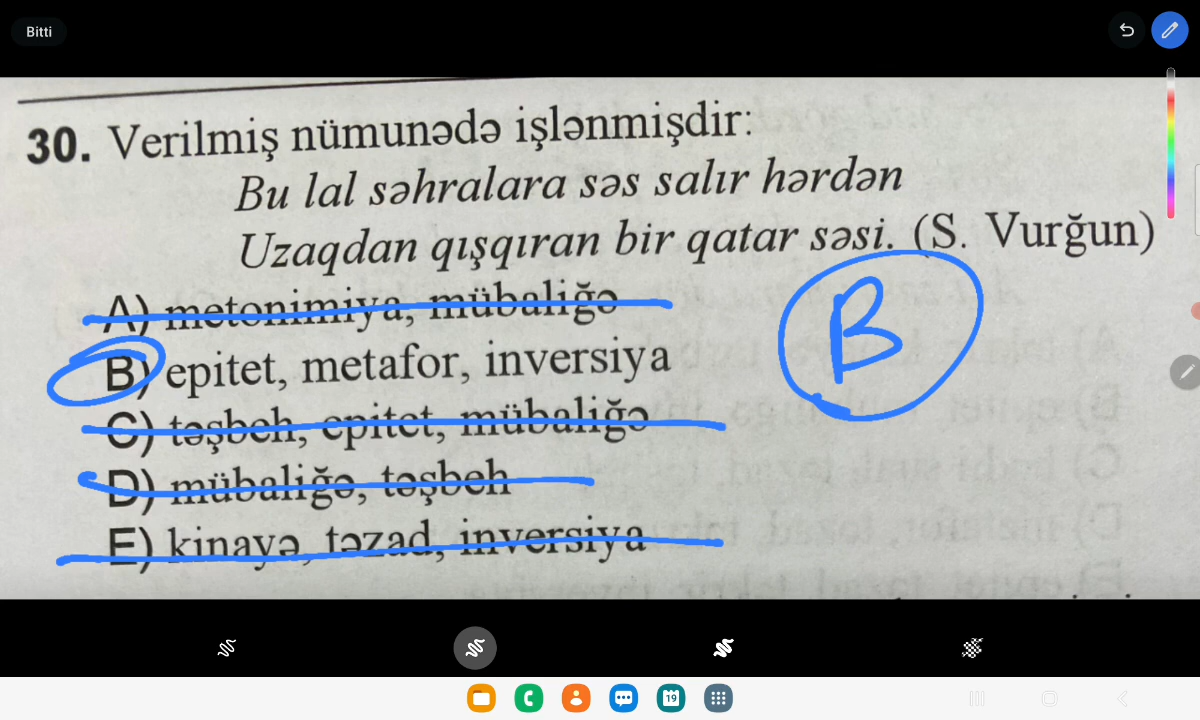 Bitti
30. Verilmiş nümunədə işlənmişdir:
Bu lal səhralara səs salır hərdən
Uzaqdan qışqıran bir qatar səsi. (S. Vurğun)
A) metonimiya, mübaliğə
B) epitet, metafor, inversiya
B
C) təşbeh, epitet, mübaliğə
D) mübaliğə, təşbeh
E) kinayə, təzad, inversiya
19